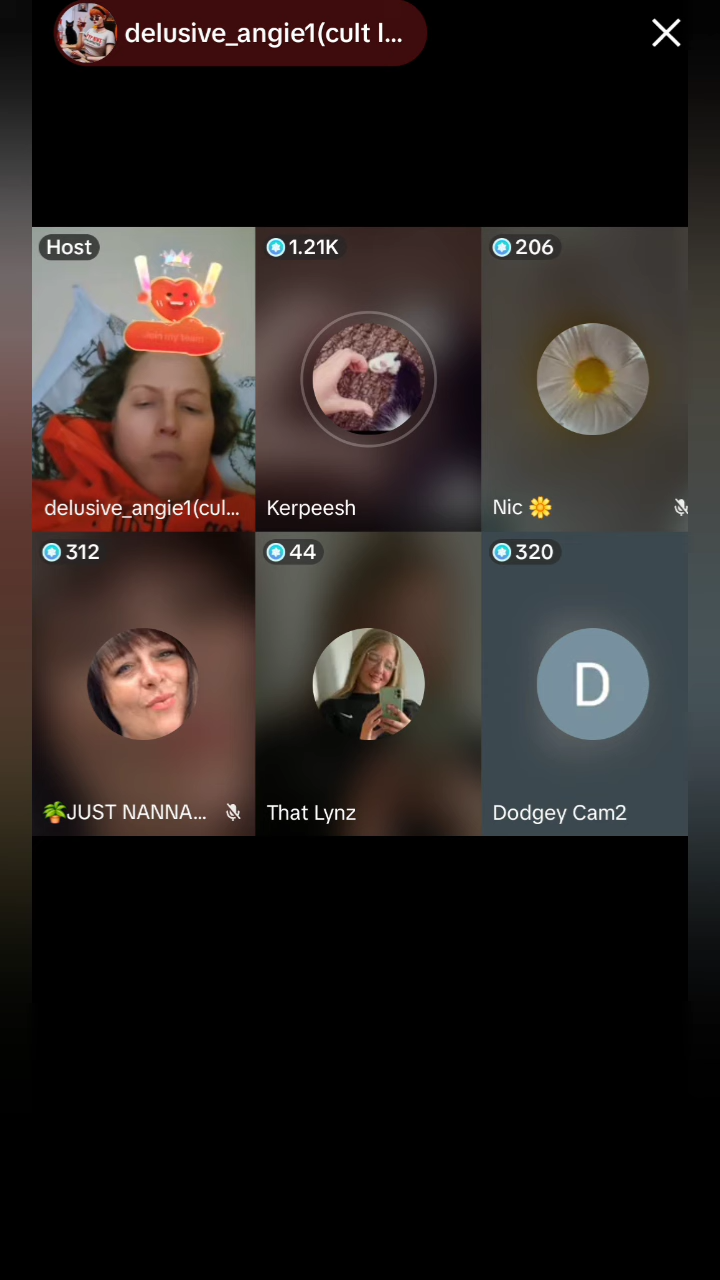 delusive_angie1(cult l...
Host
1.21K
206
delusive_angie1(cul...
Kerpeesh
Nic 🌼
312
44
320
D
🪴JUST NANNA...
That Lynz
Dodgey Cam2